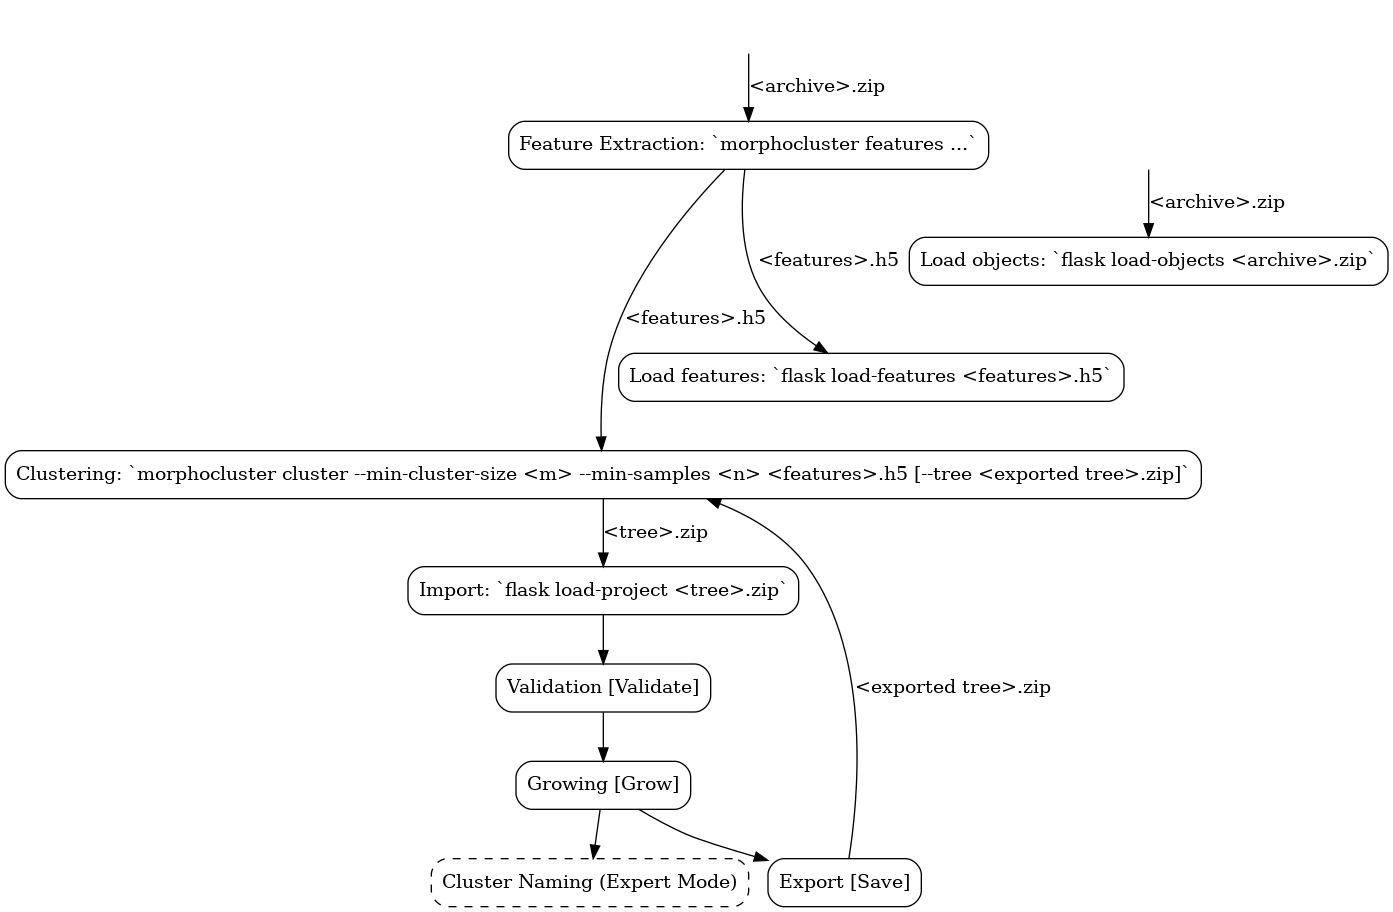 <archive>.zip
Feature Extraction: `morphocluster features ...`
<archive>.zip
<features>.h5
Load objects: `flask load-objects <archive>.zip`
<features>.h5
Load features: `flask load-features <features>.h5`
Clustering: `morphocluster cluster --min-cluster-size <m> --min-samples <n> <features>.h5 [--tree <exported tree>.zip]`
<tree>.zip
Import: `flask load-project <tree>.zip`
Validation [Validate]
<exported tree>.zip
Growing [Grow]
Cluster Naming (Expert Mode)
Export [Save]